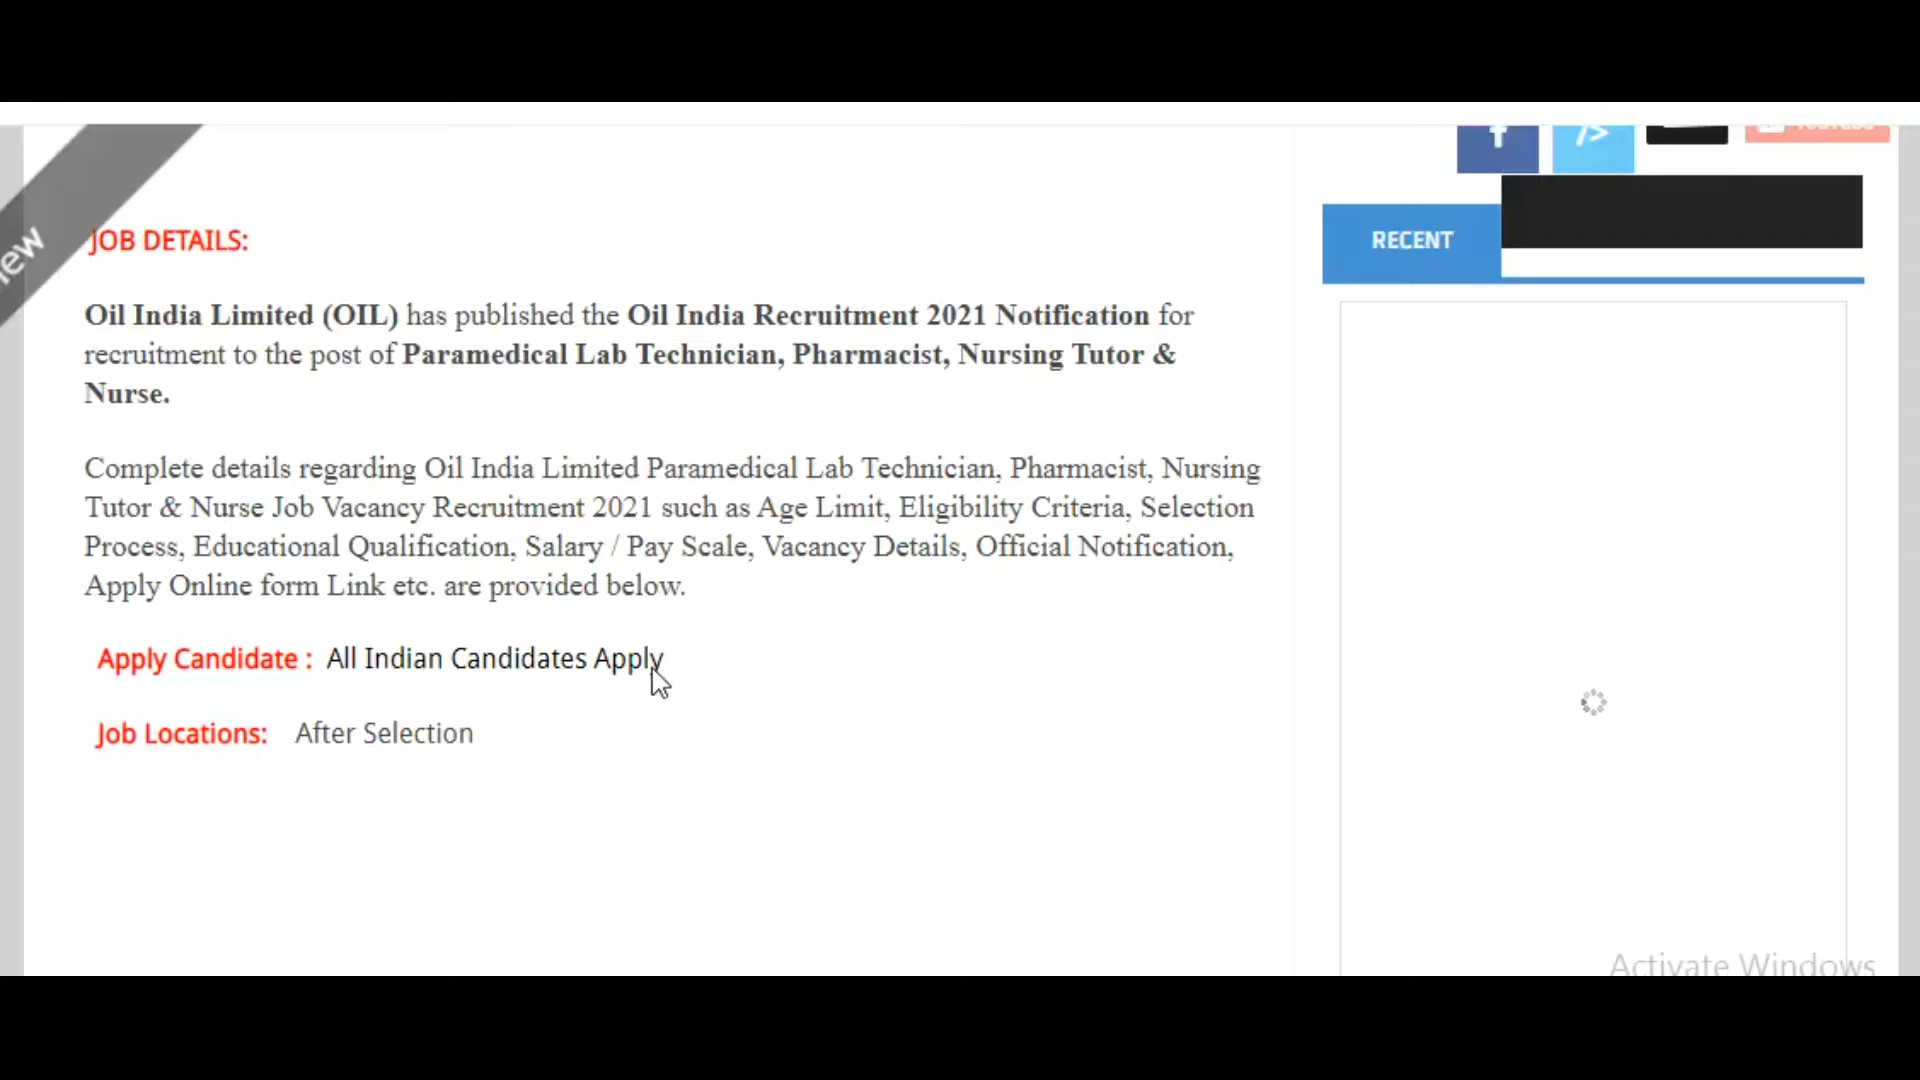 ew
JOB DETAILS:
Oil India Limited (OIL) has published the Oil India Recruitment 2021 Notification for
recruitment to the post of Paramedical Lab Technician, Pharmacist, Nursing Tutor &
Nurse.
Complete details regarding Oil India Limited Paramedical Lab Technician, Pharmacist, Nursing
Tutor & Nurse Job Vacancy Recruitment 2021 such as Age Limit, Eligibility Criteria, Selection
Process, Educational Qualification, Salary / Pay Scale, Vacancy Details, Official Notification,
Apply Online form Link etc. are provided below.
Apply Candidate : All Indian Candidates Apply
Job Locations: After Selection
f />
RECENT
Activate Windows